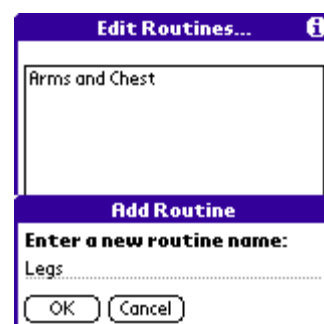 Edit Routines...
i
Arms and Chest
Add Routine
Enter a new routine name:
Legs
OK Cancel